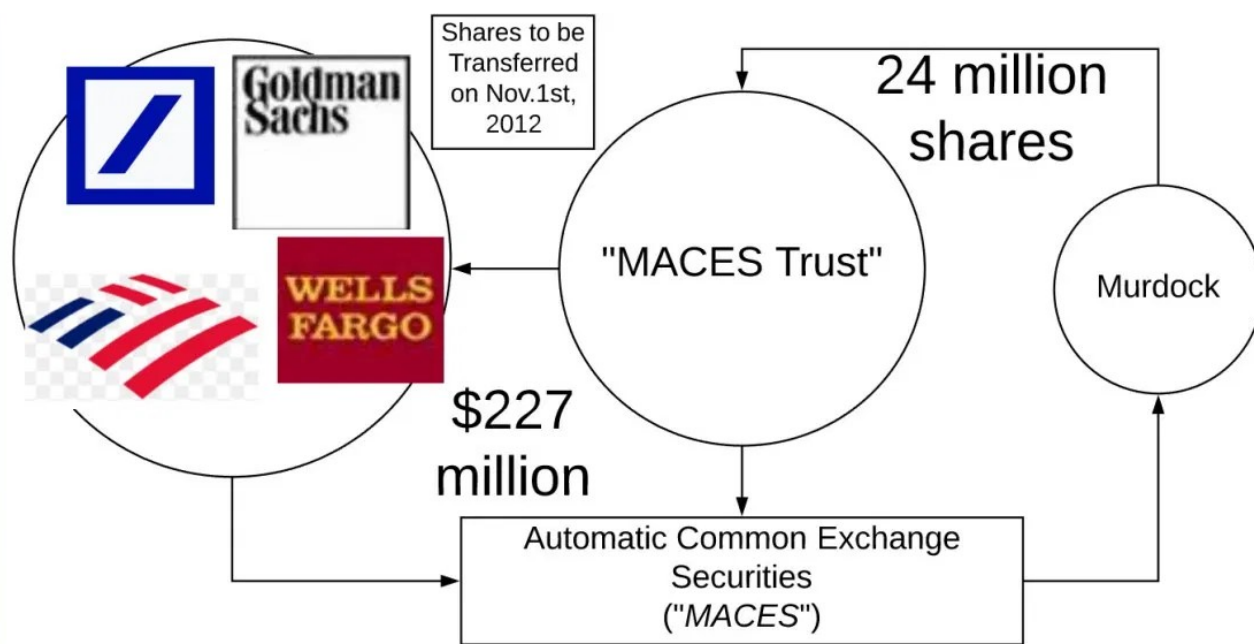 Goldman
Sachs
Shares to be
Transferred
on Nov.1st,
2012
24 million
shares
"MACES Trust"
Murdock
WELLS
FARGO
$227
million
Automatic Common Exchange
Securities
("MACES")